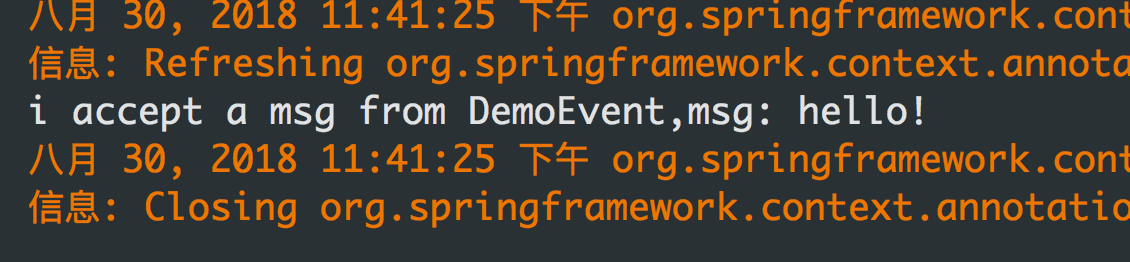 八月 30, 2018 11:41:25 下午 org.springframework.cont
信息: Refreshing org.springframework.context.annota
i accept a msg from DemoEvent,msg: hello!
八月 30, 2018 11:41:25 下午 org.springframework.cont
信息: Closing org.springframework.context.annotatio